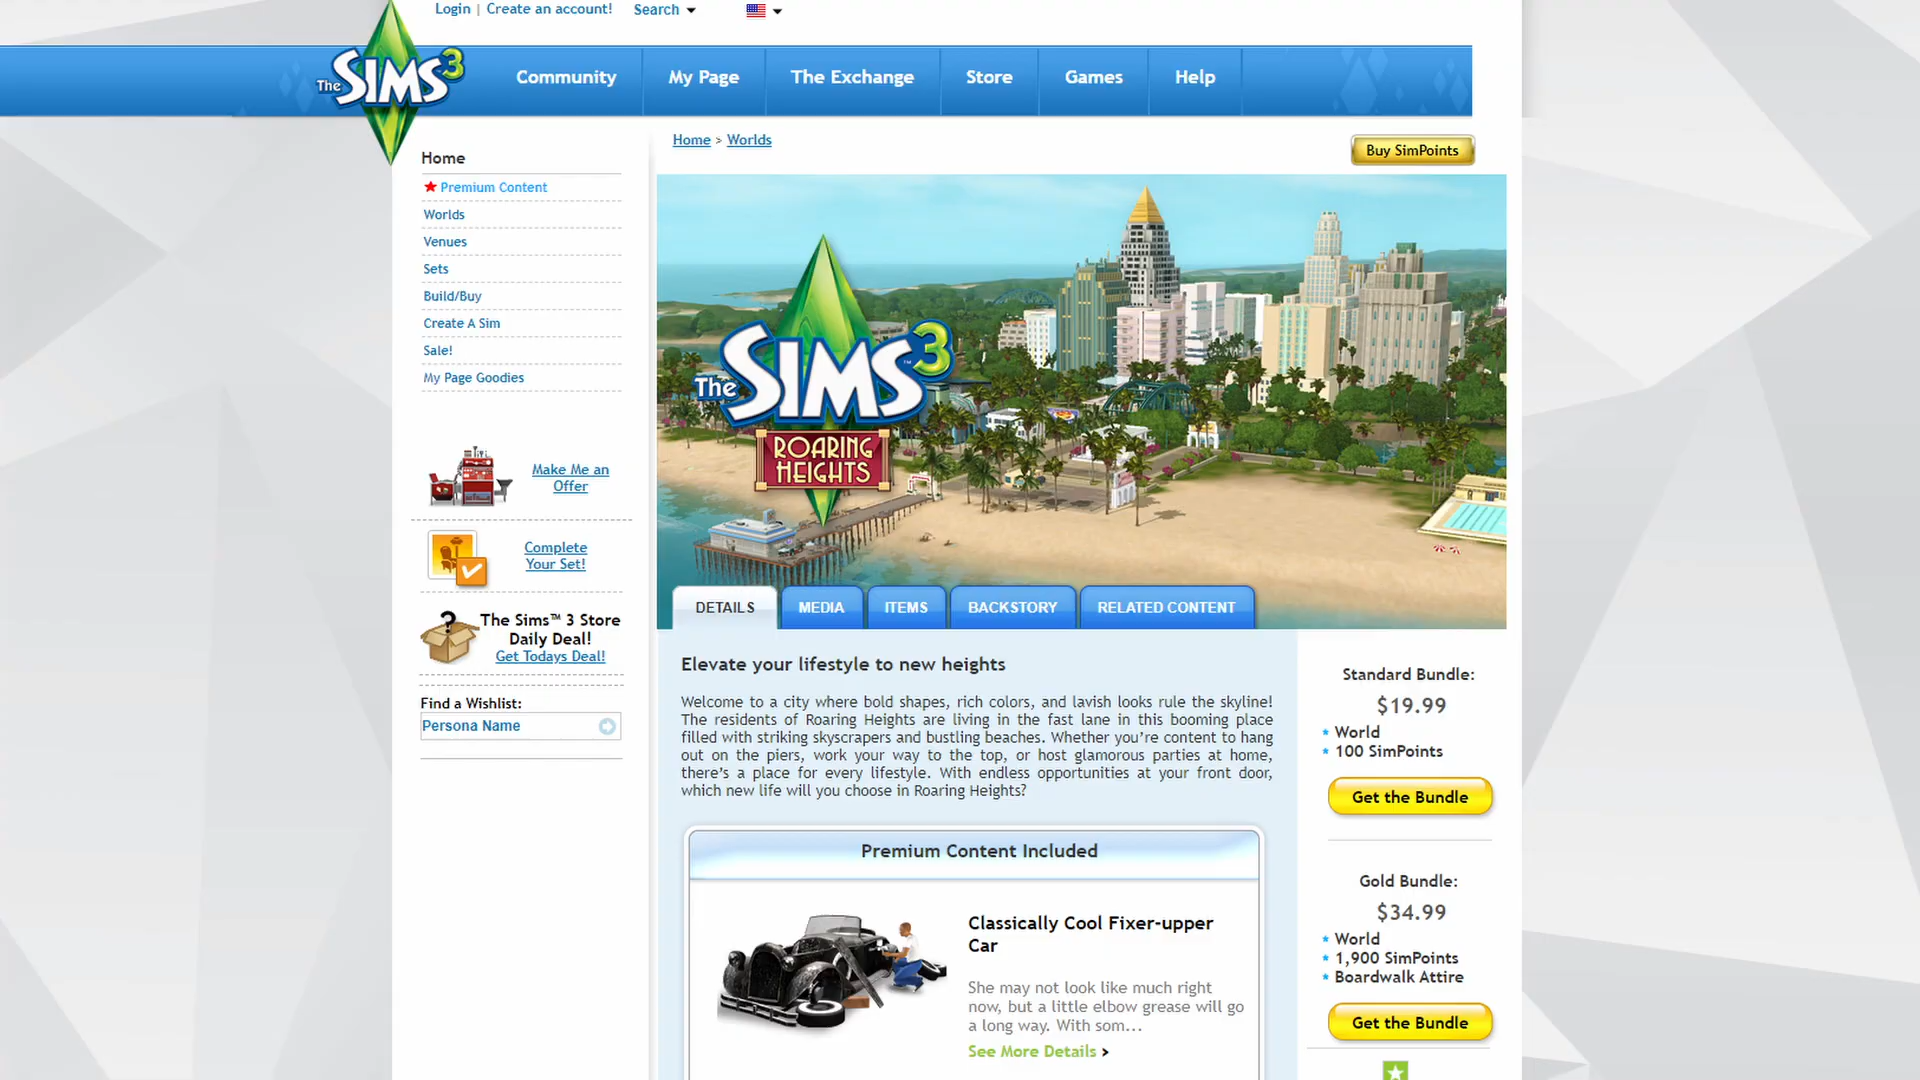 Login | Create an account! Search
The SIMS 3
Community My Page The Exchange Store Games Help
Home > Worlds
Buy SimPoints
Home
Premium Content
Worlds
Venues
Sets
Build/Buy
Create A Sim
Sale!
My Page Goodies
Make Me an
Offer
Complete
Your Set!
The Sims™ 3 Store
Daily Deal!
Get Todays Deal!
Find a Wishlist:
Persona Name
The SIMS 3
ROARING
HEIGHTS
DETAILS MEDIA ITEMS BACKSTORY RELATED CONTENT
Elevate your lifestyle to new heights
Welcome to a city where bold shapes, rich colors, and lavish looks rule the skyline!
The residents of Roaring Heights are living in the fast lane in this booming place
filled with striking skyscrapers and bustling beaches. Whether you're content to hang
out on the piers, work your way to the top, or host glamorous parties at home,
there's a place for every lifestyle. With endless opportunities at your front door,
which new life will you choose in Roaring Heights?
Premium Content Included
Classically Cool Fixer-upper
Car
She may not look like much right
now, but a little elbow grease will go
a long way. With som...
See More Details >
Standard Bundle:
$19.99
* World
* 100 SimPoints
Get the Bundle
Gold Bundle:
$34.99
* World
* 1,900 SimPoints
* Boardwalk Attire
Get the Bundle